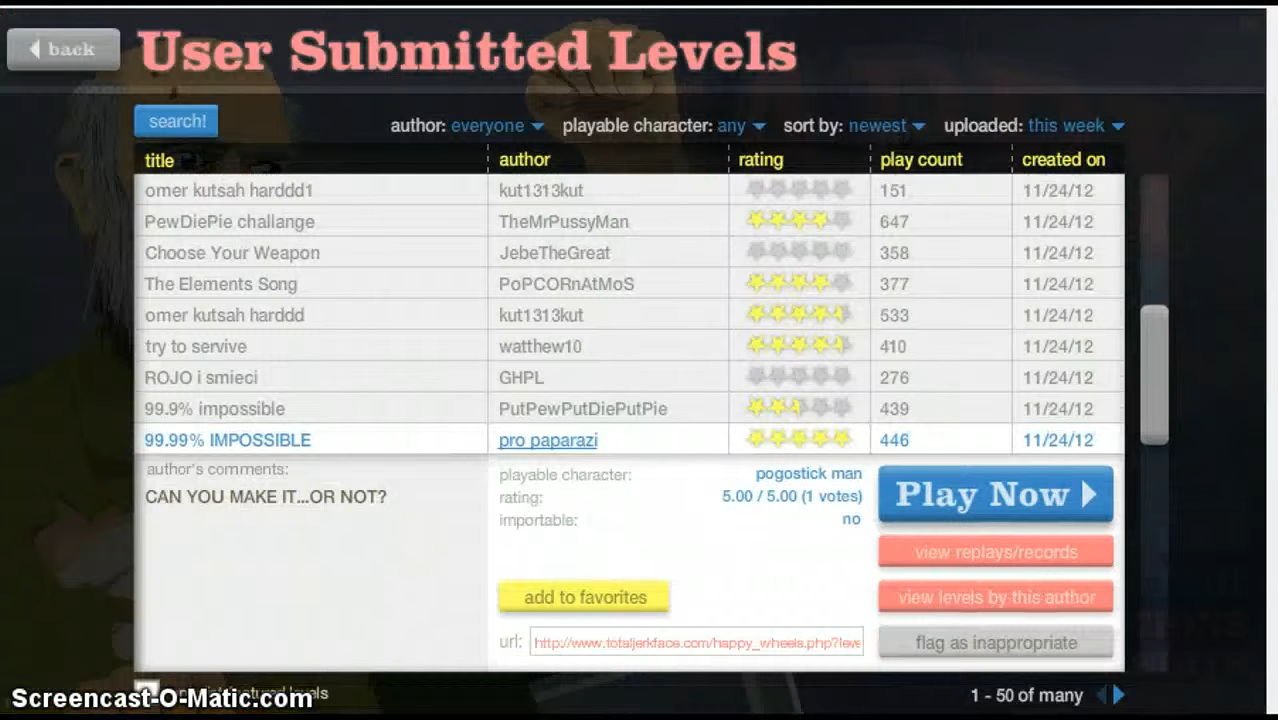 back
User Submitted Levels
search!
author: everyone playable character: any sort by: newest uploaded: this week
title author rating play count created on
omer kutsah harddd1 kut1313kut 151 11/24/12
PewDiePie challange TheMrPussyMan 647 11/24/12
Choose Your Weapon JebeTheGreat 358 11/24/12
The Elements Song PoPCORnAtMoS 377 11/24/12
omer kutsah harddd kut1313kut 533 11/24/12
try to servive watthew10 410 11/24/12
ROJO i smieci GHPL 276 11/24/12
99.9% impossible PutPewPutDiePutPie 439 11/24/12
99.99% IMPOSSIBLE pro paparazi 446 11/24/12
author's comments:
CAN YOU MAKE IT...OR NOT?
playable character: pogostick man
rating: 5.00 / 5.00 (1 votes)
importable: no
Play Now
view replays/records
add to favorites
view levels by this author
url: http://www.totaljerkface.com/happy_wheels.php?leve
flag as inappropriate
levels
Screencast-O-Matic.com
1 - 50 of many